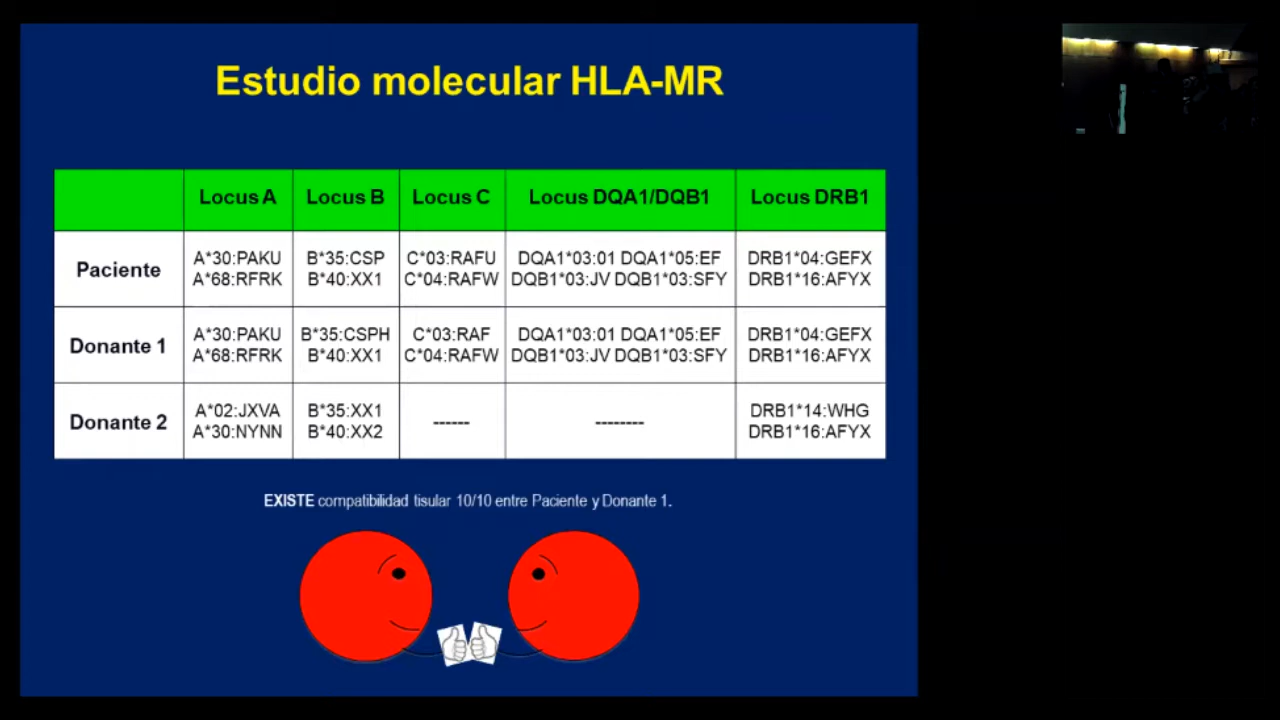 Estudio molecular HLA-MR
Locus A Locus B Locus C Locus DQA1/DQB1 Locus DRB1
Paciente
A*30:PAKU B*35:CSP C*03:RAFU DQA1*03:01 DQA1*05:EF DRB1*04:GEFX
A*68:RFRK B*40:XX1 C*04:RAFW DQB1*03:JV DQB1*03:SFY DRB1*16:AFYX
Donante 1
A*30:PAKU B*35:CSPH C*03:RAF DQA1*03:01 DQA1*05:EF DRB1*04:GEFX
A*68:RFRK B*40:XX1 C*04:RAFW DQB1*03:JV DQB1*03:SFY DRB1*16:AFYX
Donante 2
A*02:JXVA B*35:XX1 DRB1*14:WHG
A*30:NYNN B*40:XX2 DRB1*16:AFYX
------ --------
EXISTE compatibilidad tisular 10/10 entre Paciente y Donante 1.